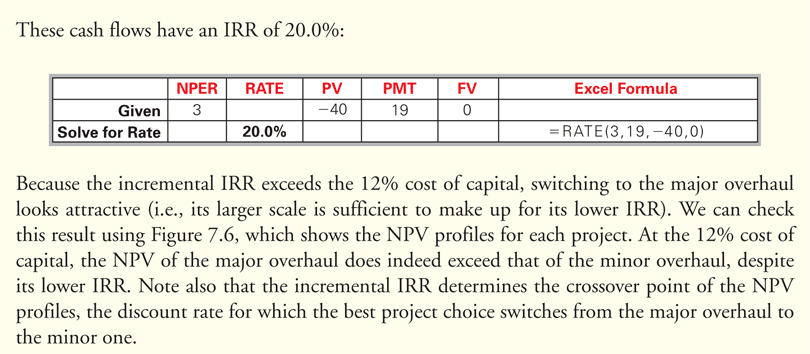 These cash flows have an IRR of 20.0%:
NPER RATE PV PMT FV Excel Formula
Given 3 −40 19 0
Solve for Rate 20.0% =RATE(3,19,−40,0)
Because the incremental IRR exceeds the 12% cost of capital, switching to the major overhaul
looks attractive (i.e., its larger scale is sufficient to make up for its lower IRR). We can check
this result using Figure 7.6, which shows the NPV profiles for each project. At the 12% cost of
capital, the NPV of the major overhaul does indeed exceed that of the minor overhaul, despite
its lower IRR. Note also that the incremental IRR determines the crossover point of the NPV
profiles, the discount rate for which the best project choice switches from the major overhaul to
the minor one.